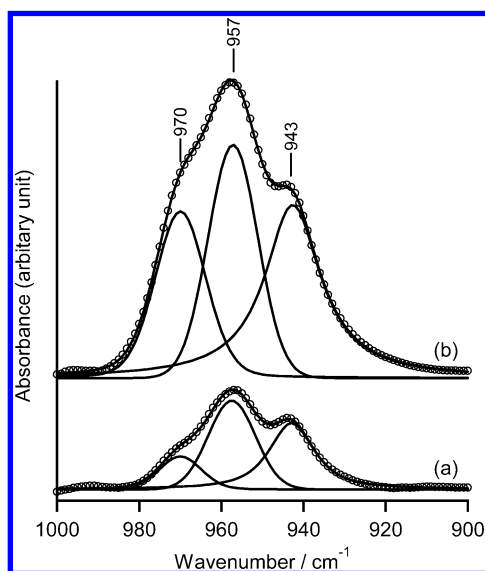 957
970
943
Absorbance (arbitary unit)
(b)
(a)
1000 980 960 940 920 900
Wavenumber / cm⁻¹